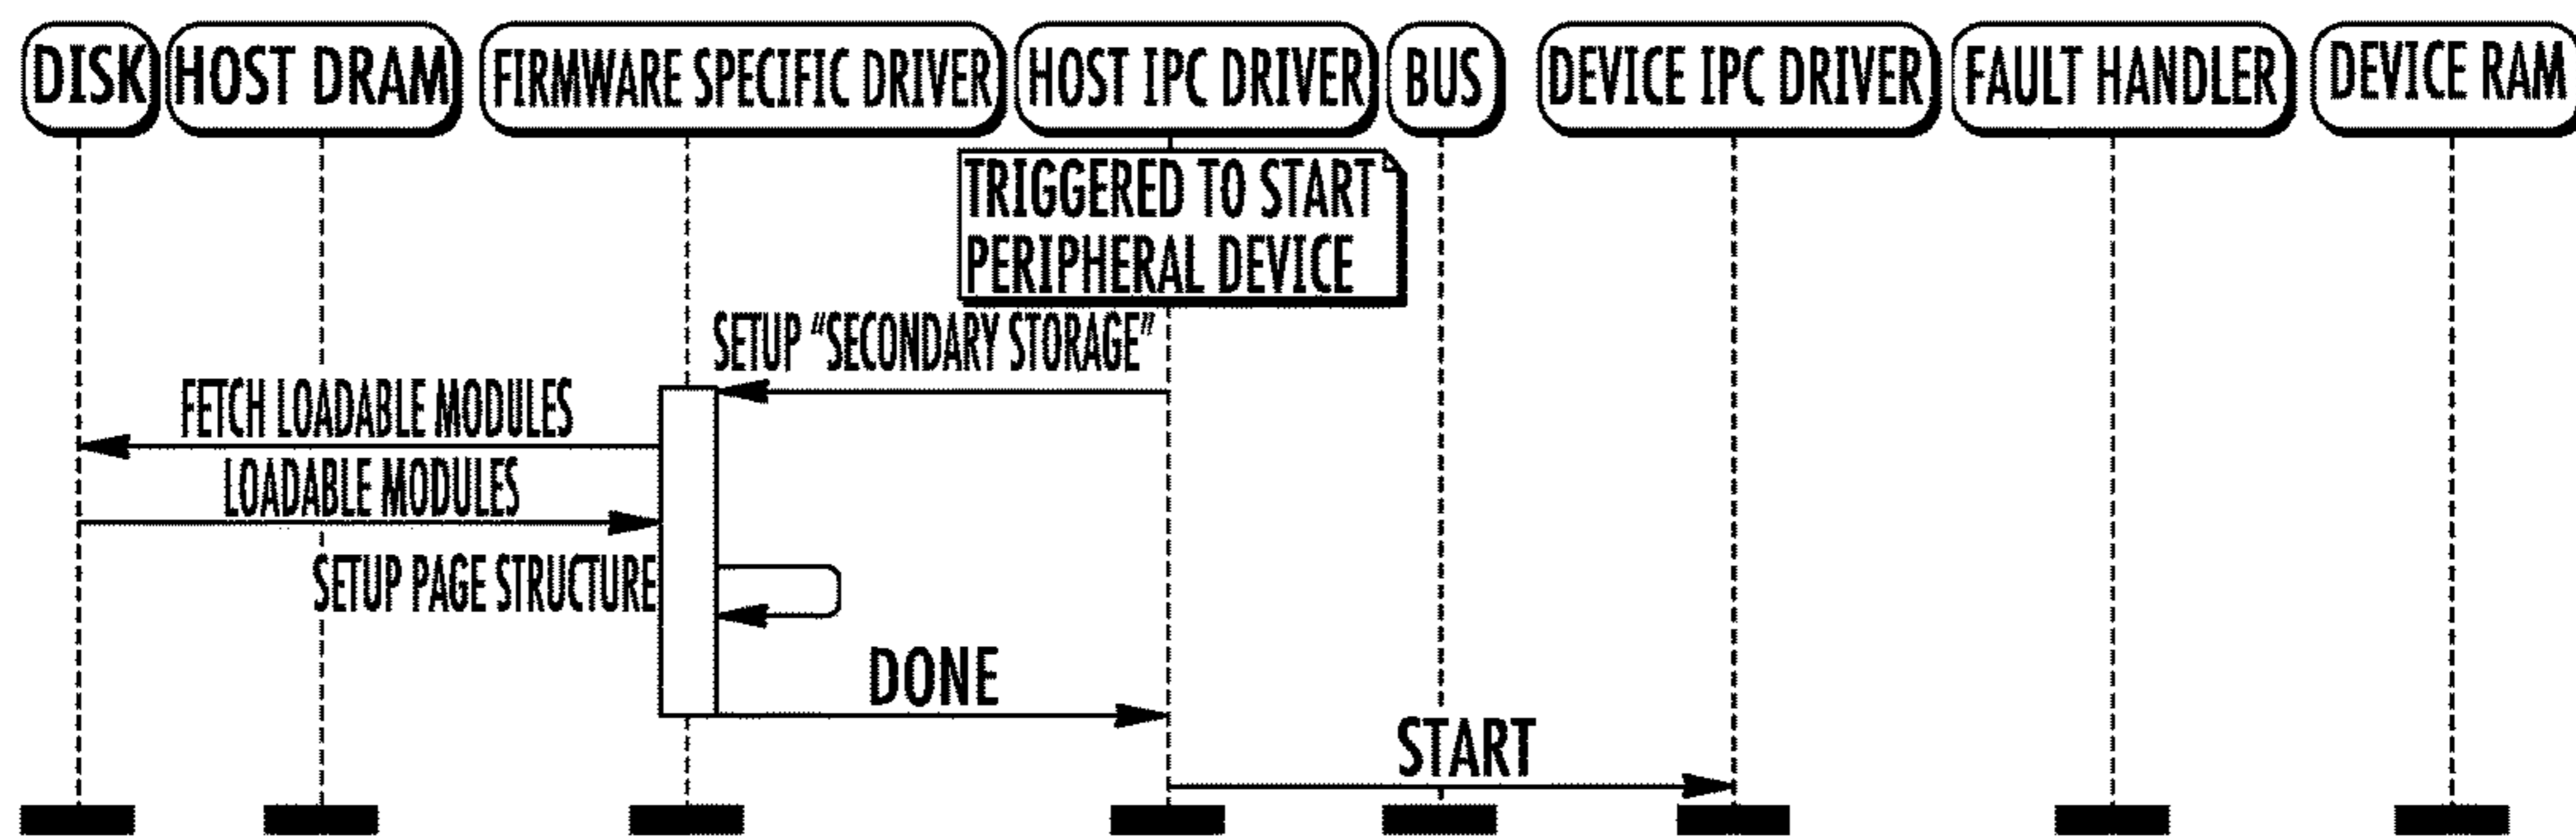 DISK
HOST DRAM
FIRMWARE SPECIFIC DRIVER
HOST IPC DRIVER
BUS
DEVICE IPC DRIVER
FAULT HANDLER
DEVICE RAM
TRIGGERED TO START
PERIPHERAL DEVICE
SETUP “SECONDARY STORAGE”
FETCH LOADABLE MODULES
LOADABLE MODULES
SETUP PAGE STRUCTURE
DONE
START